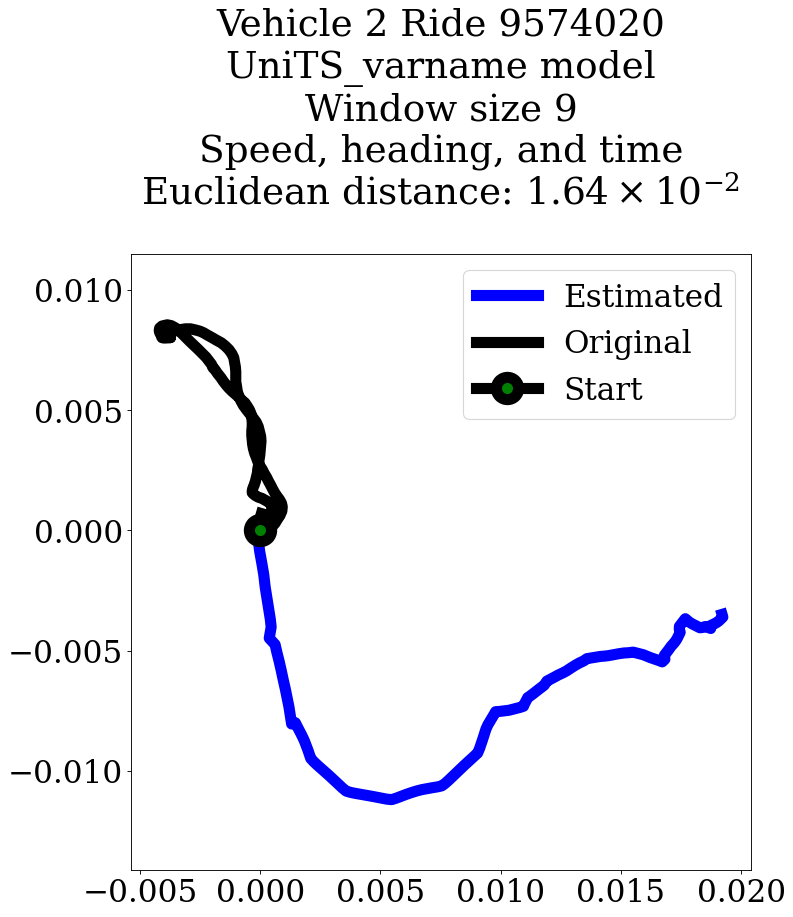 Vehicle 2 Ride 9574020
UniTS_varname model
Window size 9
Speed, heading, and time
Euclidean distance: 1.64 × 10⁻²
Estimated
Original
Start
0.010
0.005
0.000
−0.005
−0.010
−0.005 0.000 0.005 0.010 0.015 0.020